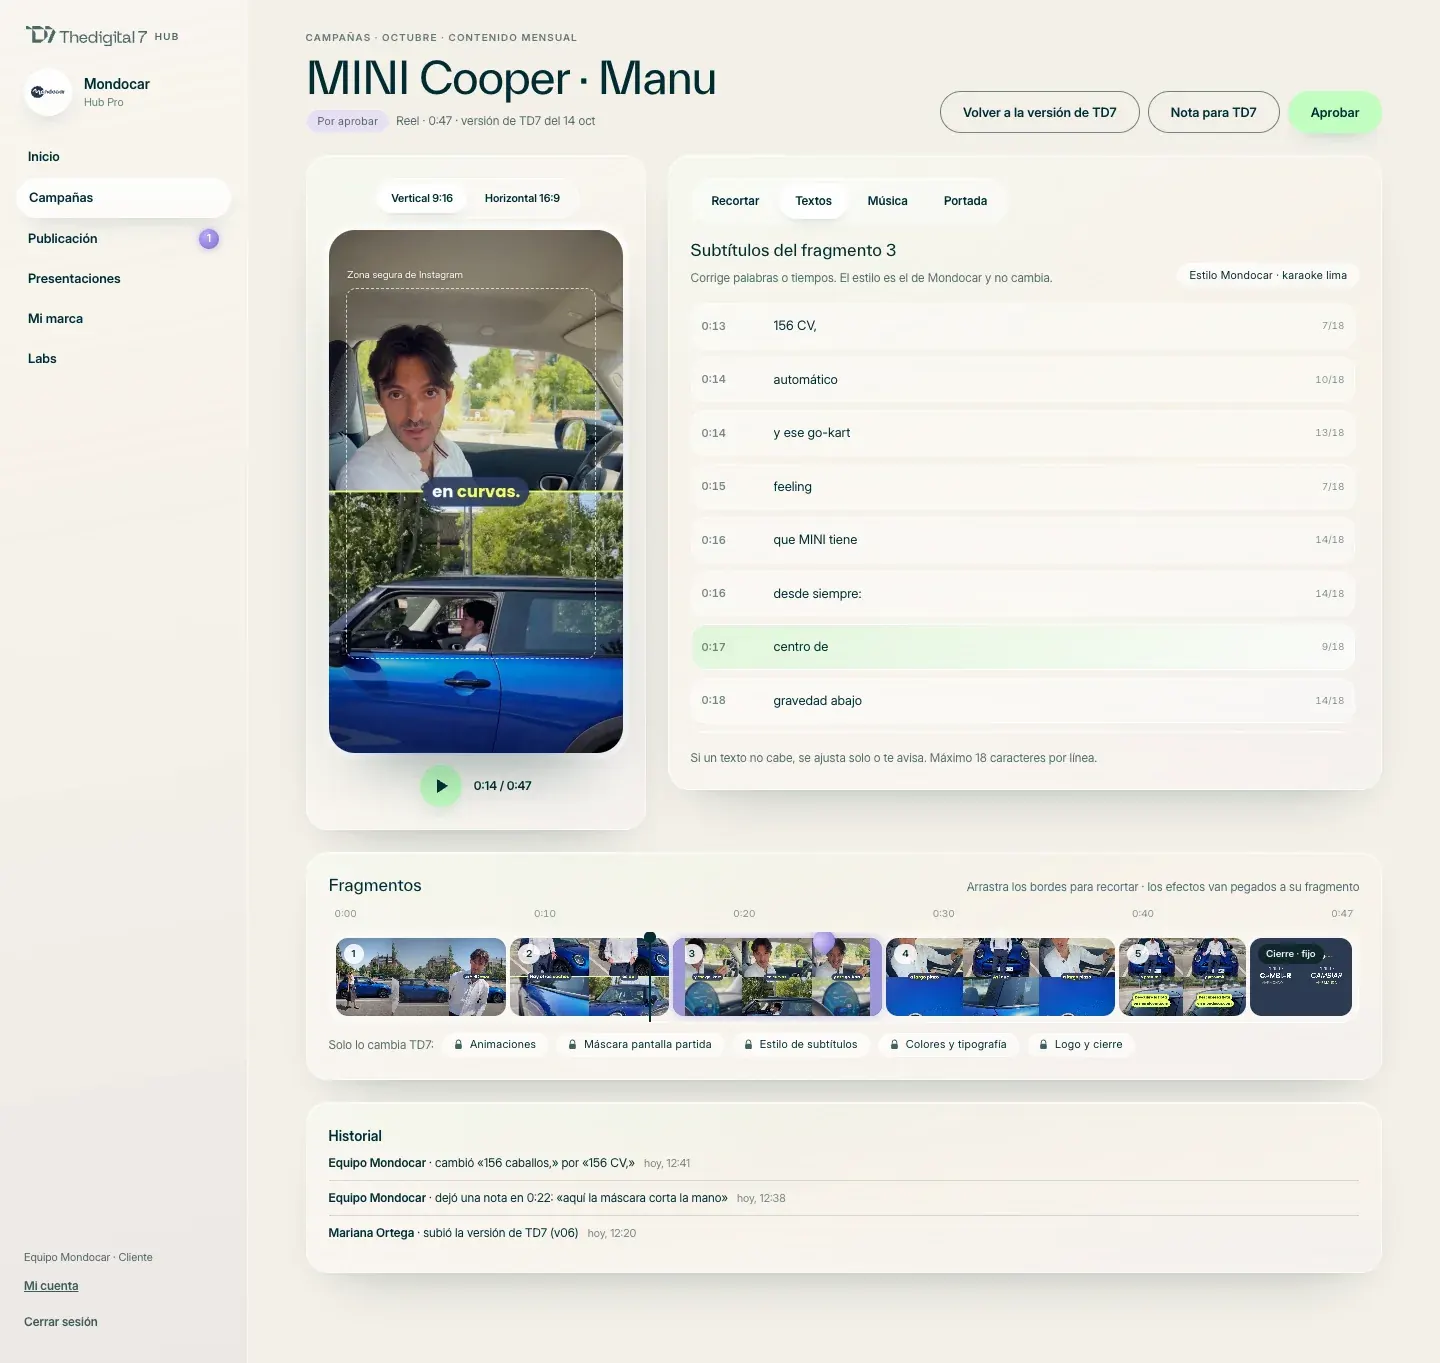 Thedigital 7 HUB
Mondocar
Hub Pro
Inicio
Campañas
Publicación 1
Presentaciones
Mi marca
Labs
Equipo Mondocar · Cliente
Mi cuenta
Cerrar sesión
CAMPAÑAS · OCTUBRE · CONTENIDO MENSUAL
MINI Cooper · Manu
Por aprobar Reel · 0:47 · versión de TD7 del 14 oct
Volver a la versión de TD7 Nota para TD7 Aprobar
Vertical 9:16 Horizontal 16:9
Zona segura de Instagram
en curvas.
0:14 / 0:47
Recortar Textos Música Portada
Subtítulos del fragmento 3
Corrige palabras o tiempos. El estilo es el de Mondocar y no cambia.
Estilo Mondocar · karaoke lima
0:13 156 CV, 7/18
0:14 automático 10/18
0:14 y ese go-kart 13/18
0:15 feeling 7/18
0:16 que MINI tiene 14/18
0:16 desde siempre: 14/18
0:17 centro de 9/18
0:18 gravedad abajo 14/18
Si un texto no cabe, se ajusta solo o te avisa. Máximo 18 caracteres por línea.
Fragmentos
Arrastra los bordes para recortar · los efectos van pegados a su fragmento
0:00 0:10 0:20 0:30 0:40 0:47
1 2 3 4 5 Cierre · fijo
Solo lo cambia TD7: Animaciones Máscara pantalla partida Estilo de subtítulos Colores y tipografía Logo y cierre
Historial
Equipo Mondocar · cambió «156 caballos,» por «156 CV,» hoy, 12:41
Equipo Mondocar · dejó una nota en 0:22: «aquí la máscara corta la mano» hoy, 12:38
Mariana Ortega · subió la versión de TD7 (v06) hoy, 12:20